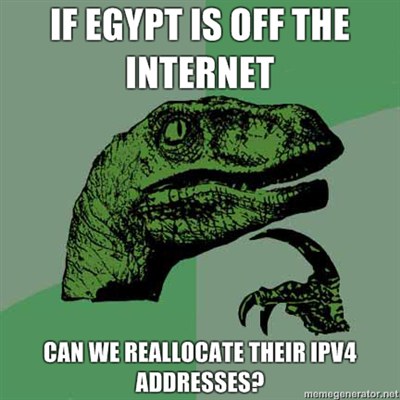 IF EGYPT IS OFF THE
INTERNET
CAN WE REALLOCATE THEIR IPV4
ADDRESSES?
memegenerator.net